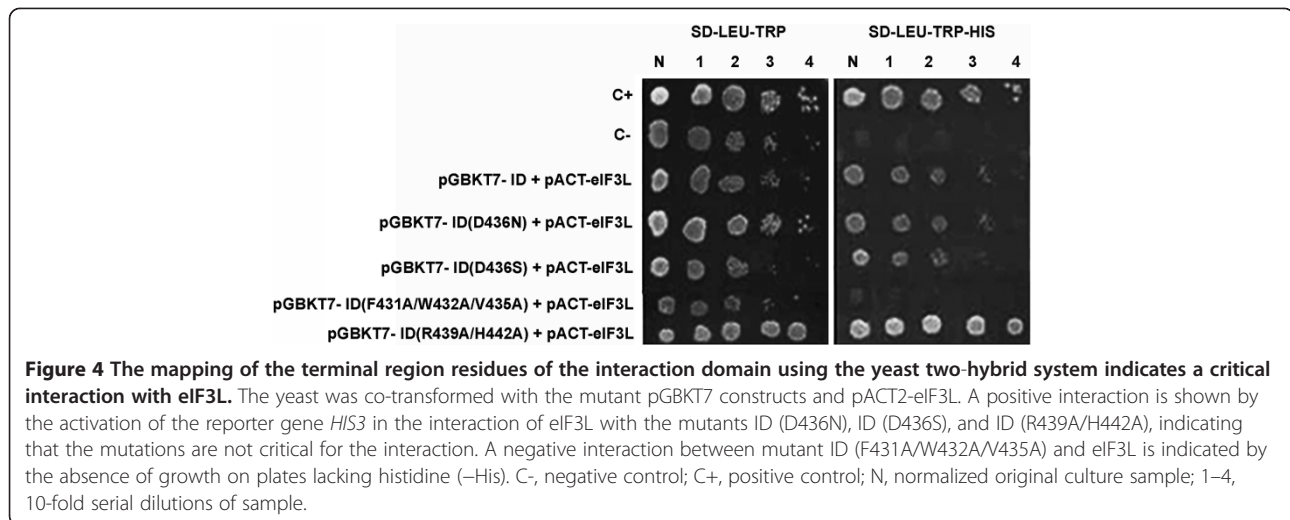 SD-LEU-TRP SD-LEU-TRP-HIS
N 1 2 3 4 N 1 2 3 4
C+
C-
pGBKT7- ID + pACT-eIF3L
pGBKT7- ID(D436N) + pACT-eIF3L
pGBKT7- ID(D436S) + pACT-eIF3L
pGBKT7- ID(F431A/W432A/V435A) + pACT-eIF3L
pGBKT7- ID(R439A/H442A) + pACT-eIF3L
Figure 4 The mapping of the terminal region residues of the interaction domain using the yeast two-hybrid system indicates a critical
interaction with eIF3L. The yeast was co-transformed with the mutant pGBKT7 constructs and pACT2-eIF3L. A positive interaction is shown by
the activation of the reporter gene HIS3 in the interaction of eIF3L with the mutants ID (D436N), ID (D436S), and ID (R439A/H442A), indicating
that the mutations are not critical for the interaction. A negative interaction between mutant ID (F431A/W432A/V435A) and eIF3L is indicated by
the absence of growth on plates lacking histidine (−His). C-, negative control; C+, positive control; N, normalized original culture sample; 1–4,
10-fold serial dilutions of sample.